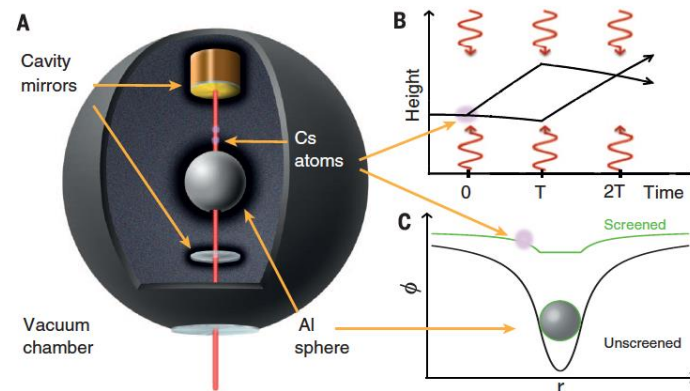 A
Cavity
mirrors
Cs
atoms
Vacuum
chamber
Al
sphere
B
Height
0
T
2T
Time
C
Screened
ϕ
Unscreened
r